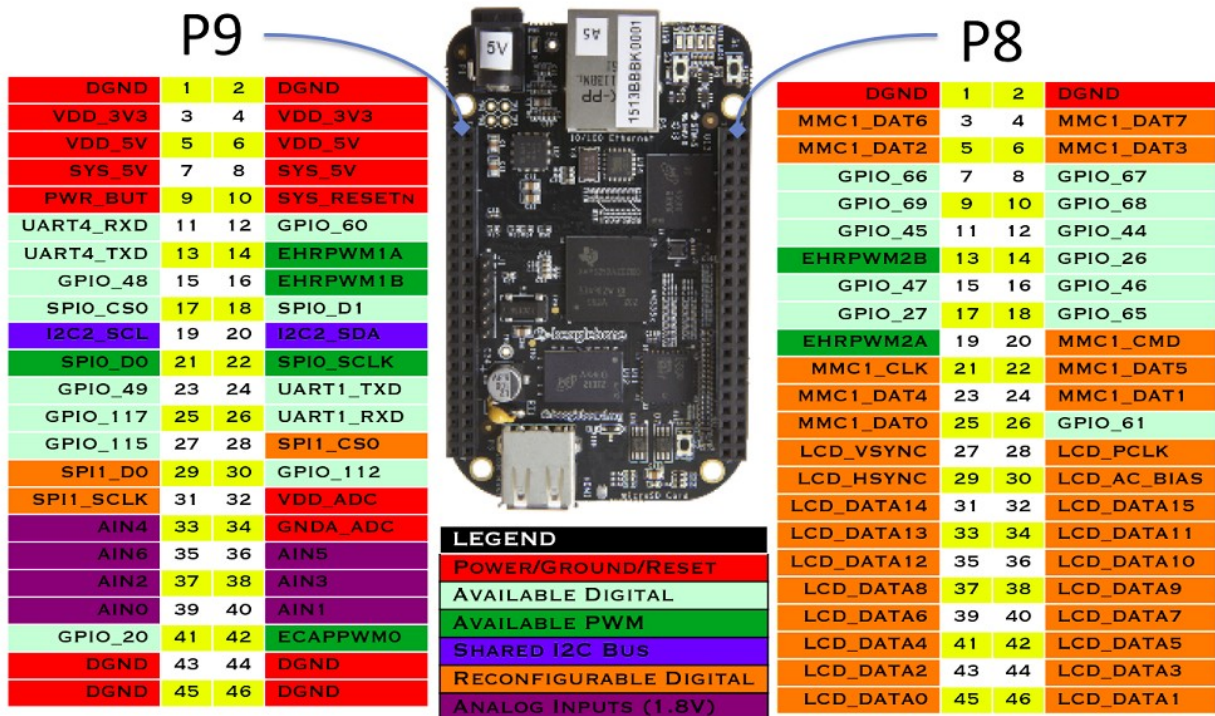 P9
P8
DGND 1 2 DGND
VDD_3V3 3 4 VDD_3V3
VDD_5V 5 6 VDD_5V
SYS_5V 7 8 SYS_5V
PWR_BUT 9 10 SYS_RESETN
UART4_RXD 11 12 GPIO_60
UART4_TXD 13 14 EHRPWM1A
GPIO_48 15 16 EHRPWM1B
SPI0_CS0 17 18 SPI0_D1
I2C2_SCL 19 20 I2C2_SDA
SPI0_D0 21 22 SPI0_SCLK
GPIO_49 23 24 UART1_TXD
GPIO_117 25 26 UART1_RXD
GPIO_115 27 28 SPI1_CS0
SPI1_D0 29 30 GPIO_112
SPI1_SCLK 31 32 VDD_ADC
AIN4 33 34 GNDA_ADC
AIN6 35 36 AIN5
AIN2 37 38 AIN3
AIN0 39 40 AIN1
GPIO_20 41 42 ECAPPWM0
DGND 43 44 DGND
DGND 45 46 DGND
5V
A5
1513BBBK0001
10/100 Ethernet
beaglebone
microSD Card
LEGEND
POWER/GROUND/RESET
AVAILABLE DIGITAL
AVAILABLE PWM
SHARED I2C BUS
RECONFIGURABLE DIGITAL
ANALOG INPUTS (1.8V)
DGND 1 2 DGND
MMC1_DAT6 3 4 MMC1_DAT7
MMC1_DAT2 5 6 MMC1_DAT3
GPIO_66 7 8 GPIO_67
GPIO_69 9 10 GPIO_68
GPIO_45 11 12 GPIO_44
EHRPWM2B 13 14 GPIO_26
GPIO_47 15 16 GPIO_46
GPIO_27 17 18 GPIO_65
EHRPWM2A 19 20 MMC1_CMD
MMC1_CLK 21 22 MMC1_DAT5
MMC1_DAT4 23 24 MMC1_DAT1
MMC1_DAT0 25 26 GPIO_61
LCD_VSYNC 27 28 LCD_PCLK
LCD_HSYNC 29 30 LCD_AC_BIAS
LCD_DATA14 31 32 LCD_DATA15
LCD_DATA13 33 34 LCD_DATA11
LCD_DATA12 35 36 LCD_DATA10
LCD_DATA8 37 38 LCD_DATA9
LCD_DATA6 39 40 LCD_DATA7
LCD_DATA4 41 42 LCD_DATA5
LCD_DATA2 43 44 LCD_DATA3
LCD_DATA0 45 46 LCD_DATA1